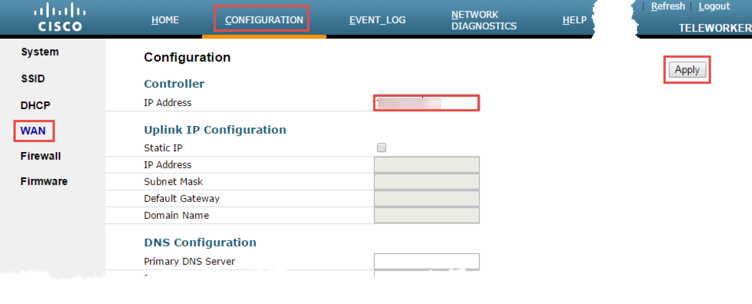 Refresh | Logout
CISCO
HOME
CONFIGURATION
EVENT_LOG
NETWORK DIAGNOSTICS
HELP
TELEWORKER
System
SSID
DHCP
WAN
Firewall
Firmware
Configuration
Apply
Controller
IP Address
Uplink IP Configuration
Static IP
IP Address
Subnet Mask
Default Gateway
Domain Name
DNS Configuration
Primary DNS Server